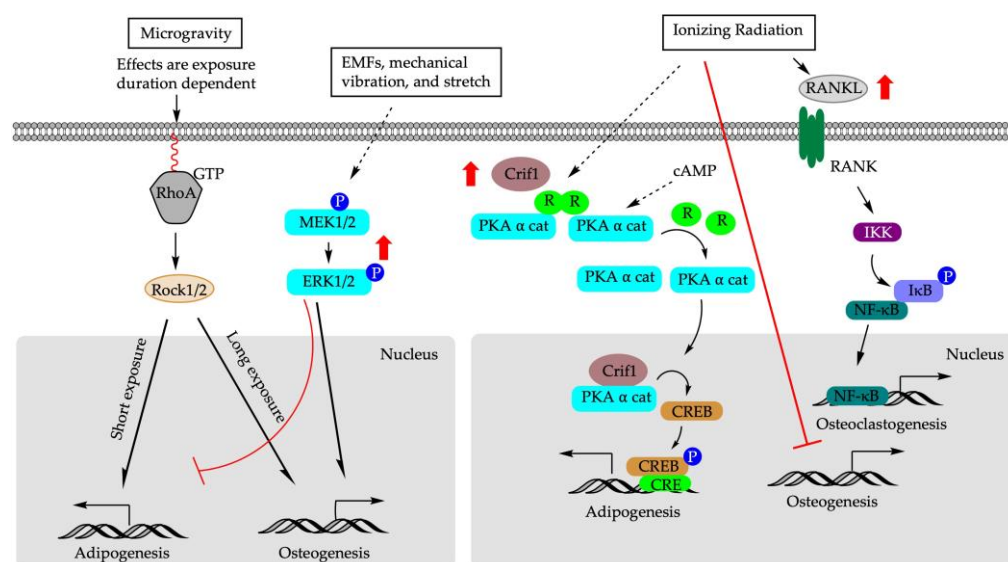 Microgravity
Effects are exposure
duration dependent
GTP
RhoA
Rock1/2
Short exposure
Long exposure
EMFs, mechanical
vibration, and stretch
P
MEK1/2
ERK1/2
P
Nucleus
Adipogenesis
Osteogenesis
Ionizing Radiation
RANKL
RANK
Crif1
R R
cAMP
PKA α cat
PKA α cat
R R
PKA α cat
PKA α cat
IKK
P
IκB
NF-κB
Nucleus
Crif1
PKA α cat
CREB
P
CREB
CRE
Adipogenesis
NF-κB
Osteoclastogenesis
Osteogenesis